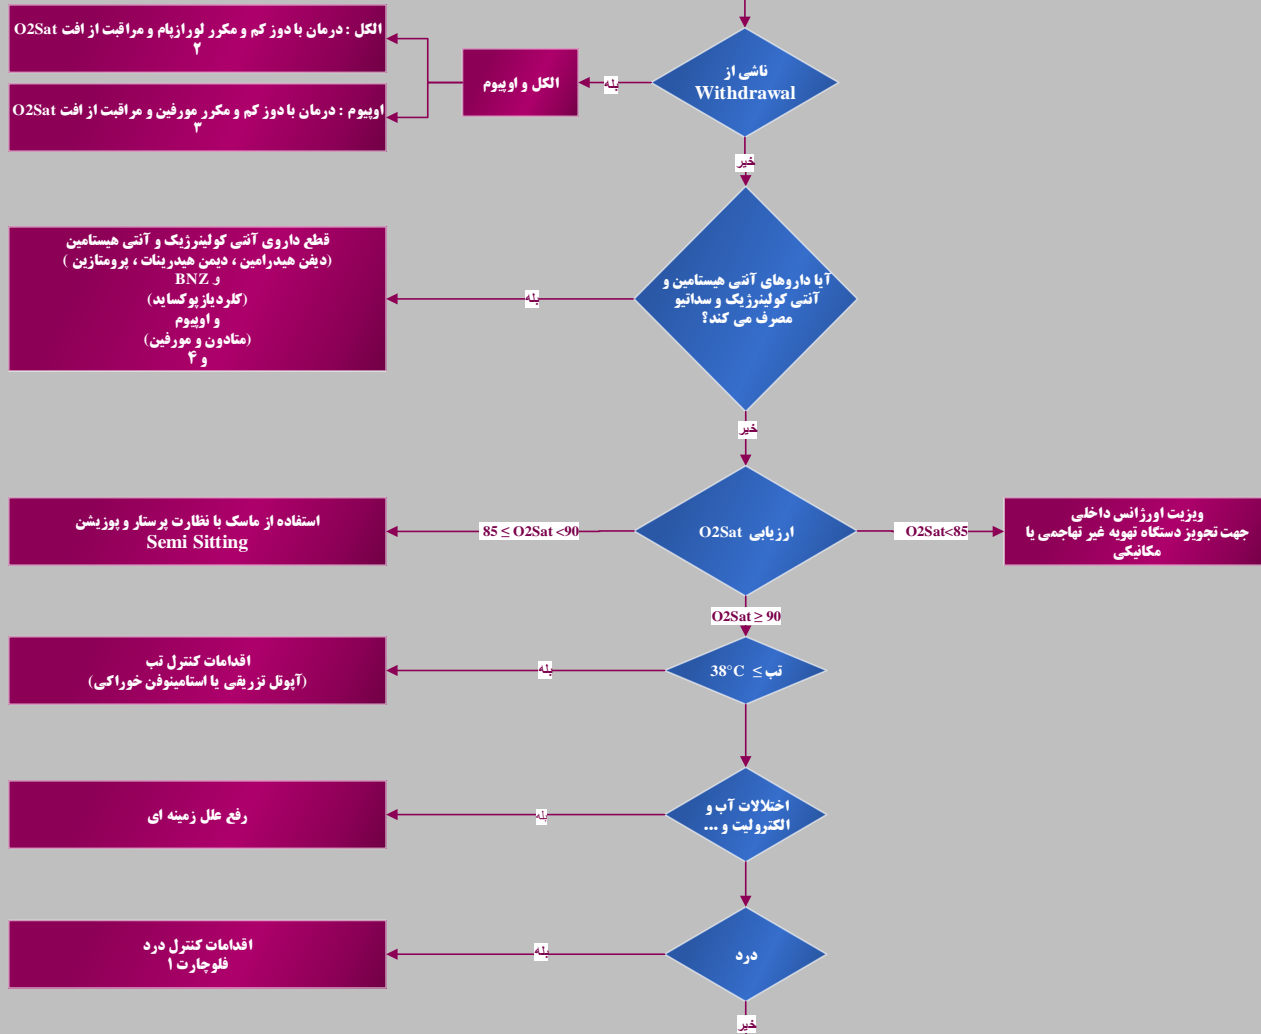 ناشی از
Withdrawal
بله
الکل و اوپیوم
الکل : درمان با دوز کم و مکرر لورازپام و مراقبت از افت O2Sat
۲
اوپیوم : درمان با دوز کم و مکرر مورفین و مراقبت از افت O2Sat
۳
خیر
آیا داروهای آنتی هیستامین و
آنتی کولینرژیک و سداتیو
مصرف می کند؟
بله
قطع داروی آنتی کولینرژیک و آنتی هیستامین
(دیفن هیدرامین ، دیمن هیدرینات ، پرومتازین )
و BNZ
(کلردیازپوکساید)
و اوپیوم
(متادون و مورفین)
و ۴
خیر
ارزیابی O2Sat
O2Sat<85
ویزیت اورژانس داخلی
جهت تجویز دستگاه تهویه غیر تهاجمی یا
مکانیکی
85 ≤ O2Sat <90
استفاده از ماسک با نظارت پرستار و پوزیشن
Semi Sitting
O2Sat ≥ 90
تب ≥ 38°C
بله
اقدامات کنترل تب
(آپوتل تزریقی یا استامینوفن خوراکی)
اختلالات آب و
الکترولیت و ...
بله
رفع علل زمینه ای
درد
بله
اقدامات کنترل درد
فلوچارت ۱
خیر